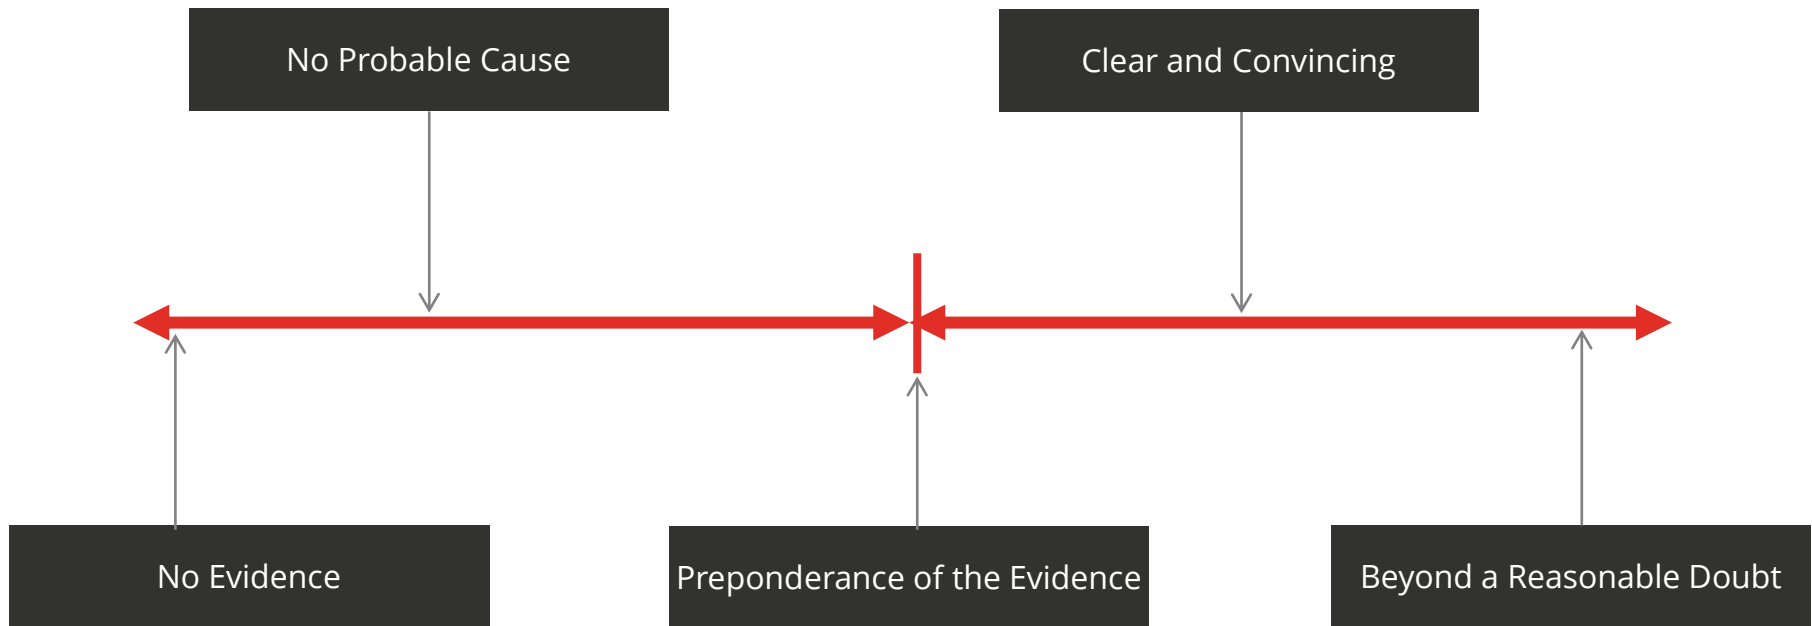 No Probable Cause
Clear and Convincing
No Evidence
Preponderance of the Evidence
Beyond a Reasonable Doubt